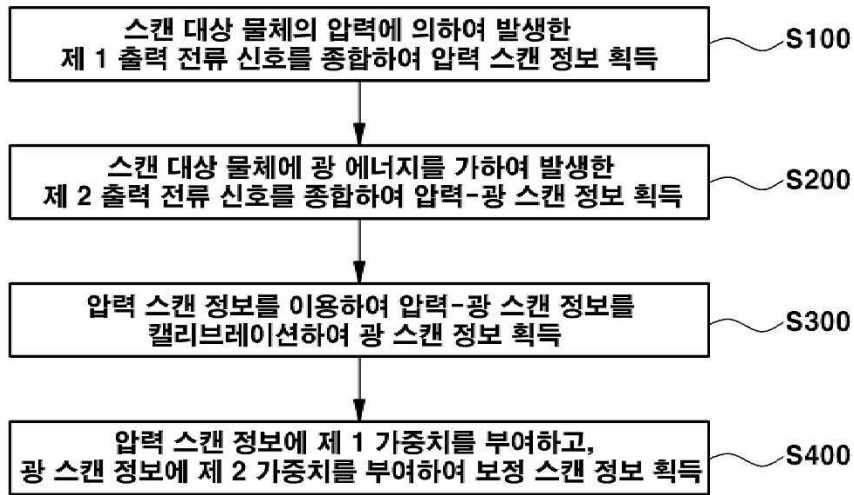 스캔 대상 물체의 압력에 의하여 발생한
제 1 출력 전류 신호를 종합하여 압력 스캔 정보 획득
S100
스캔 대상 물체에 광 에너지를 가하여 발생한
제 2 출력 전류 신호를 종합하여 압력-광 스캔 정보 획득
S200
압력 스캔 정보를 이용하여 압력-광 스캔 정보를
캘리브레이션하여 광 스캔 정보 획득
S300
압력 스캔 정보에 제 1 가중치를 부여하고,
광 스캔 정보에 제 2 가중치를 부여하여 보정 스캔 정보 획득
S400